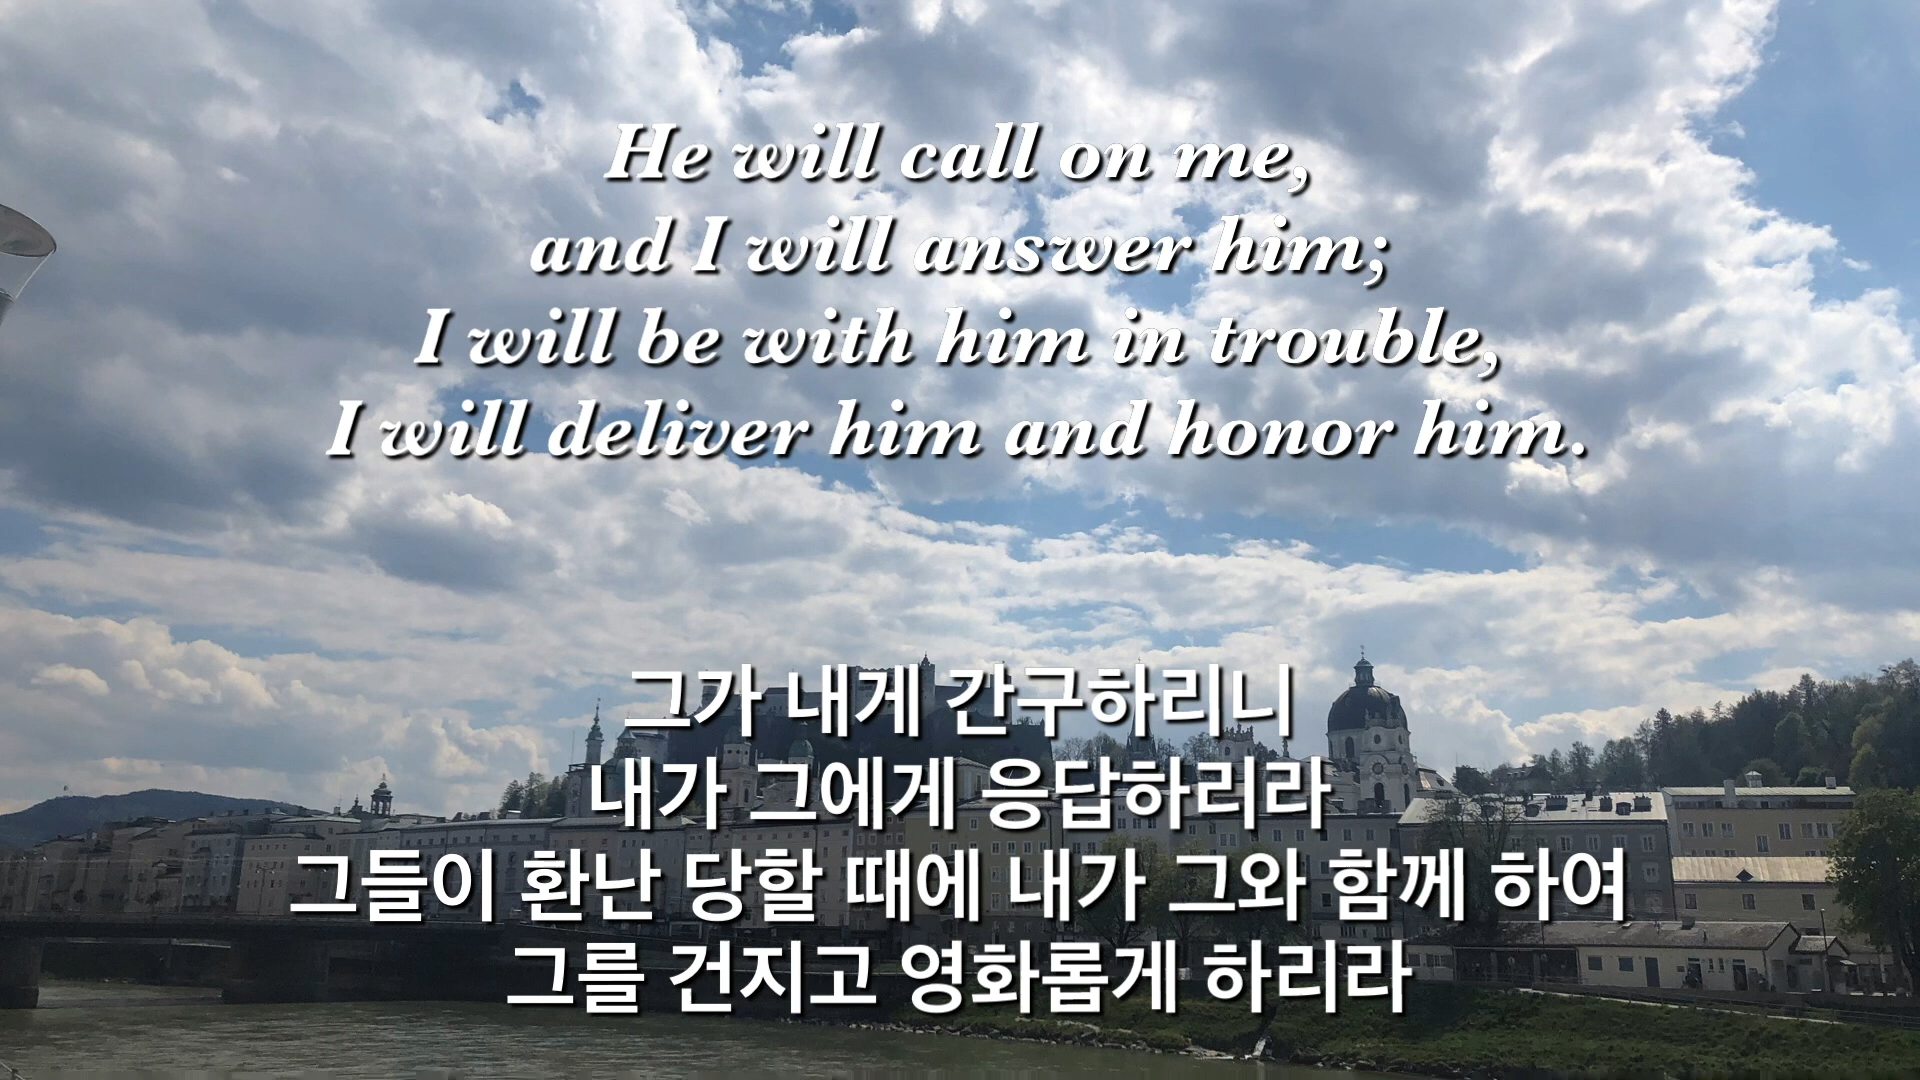 He will call on me,
and I will answer him;
I will be with him in trouble,
I will deliver him and honor him.
그가 내게 간구하리니
내가 그에게 응답하리라
그들이 환난 당할 때에 내가 그와 함께 하여
그를 건지고 영화롭게 하리라